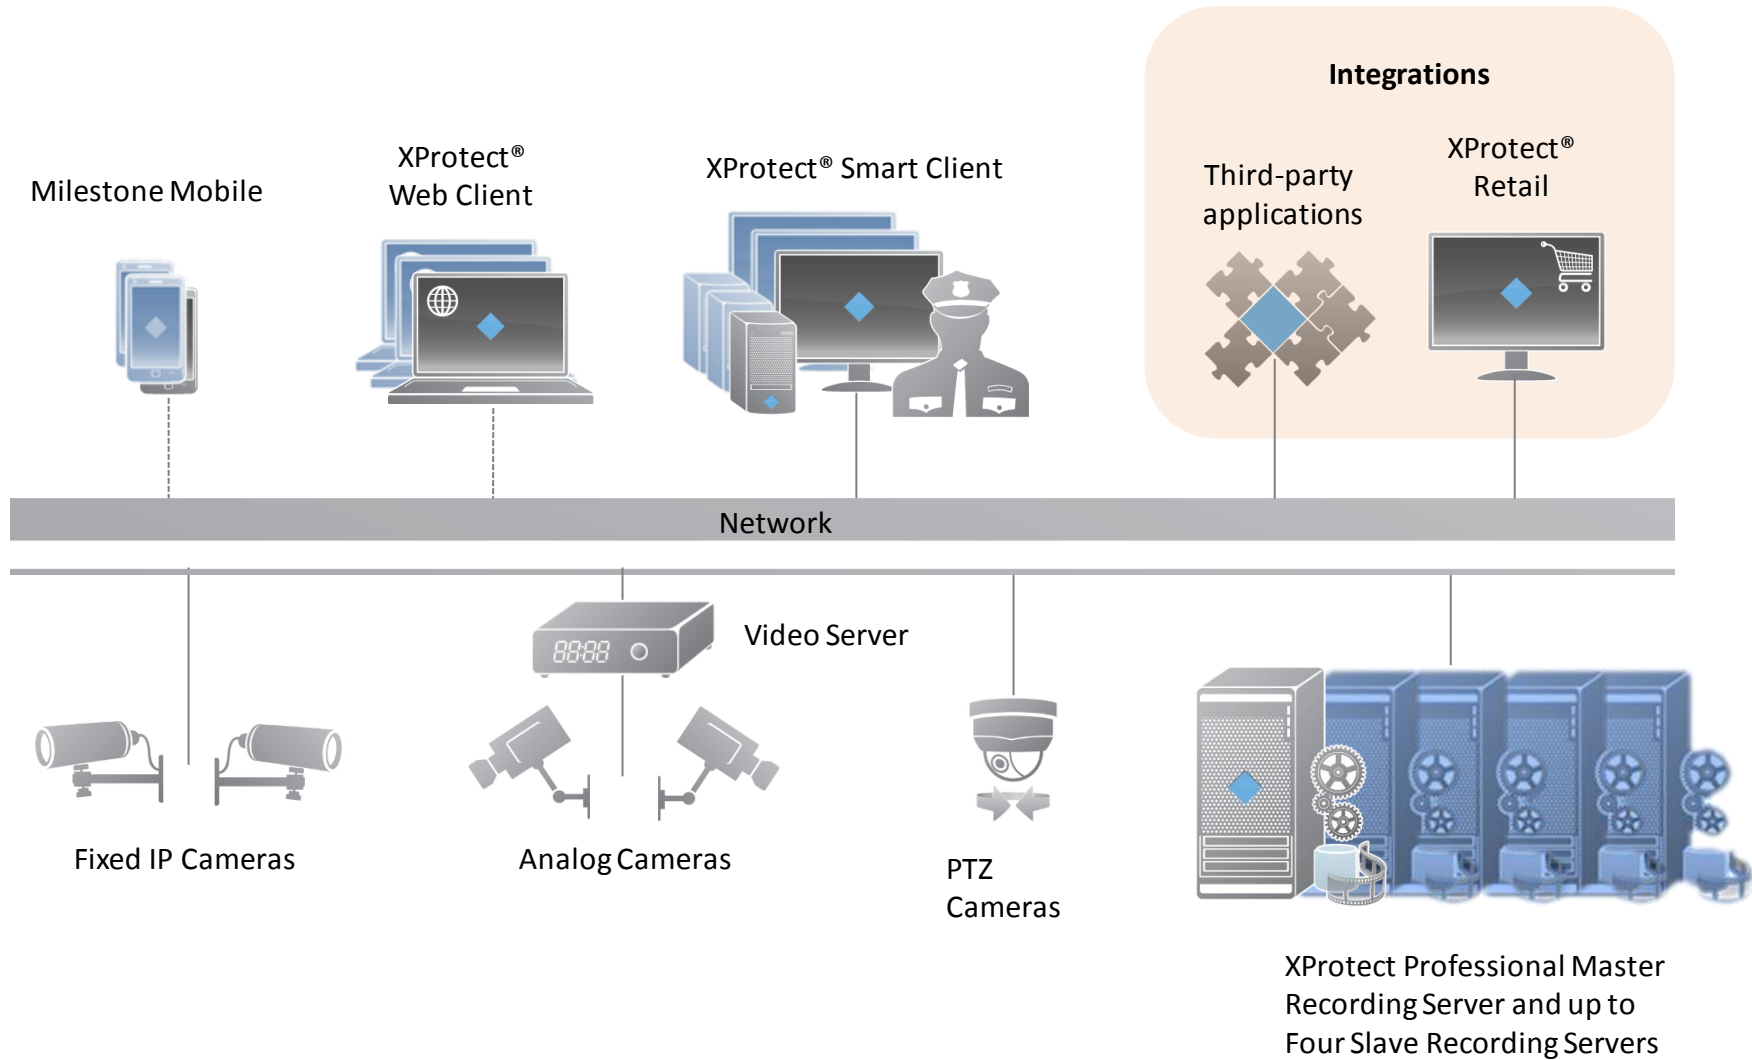 Integrations
Milestone Mobile
XProtect®
Web Client
XProtect® Smart Client
Third-party
applications
XProtect®
Retail
Network
88:88
Video Server
Fixed IP Cameras
Analog Cameras
PTZ
Cameras
XProtect Professional Master
Recording Server and up to
Four Slave Recording Servers